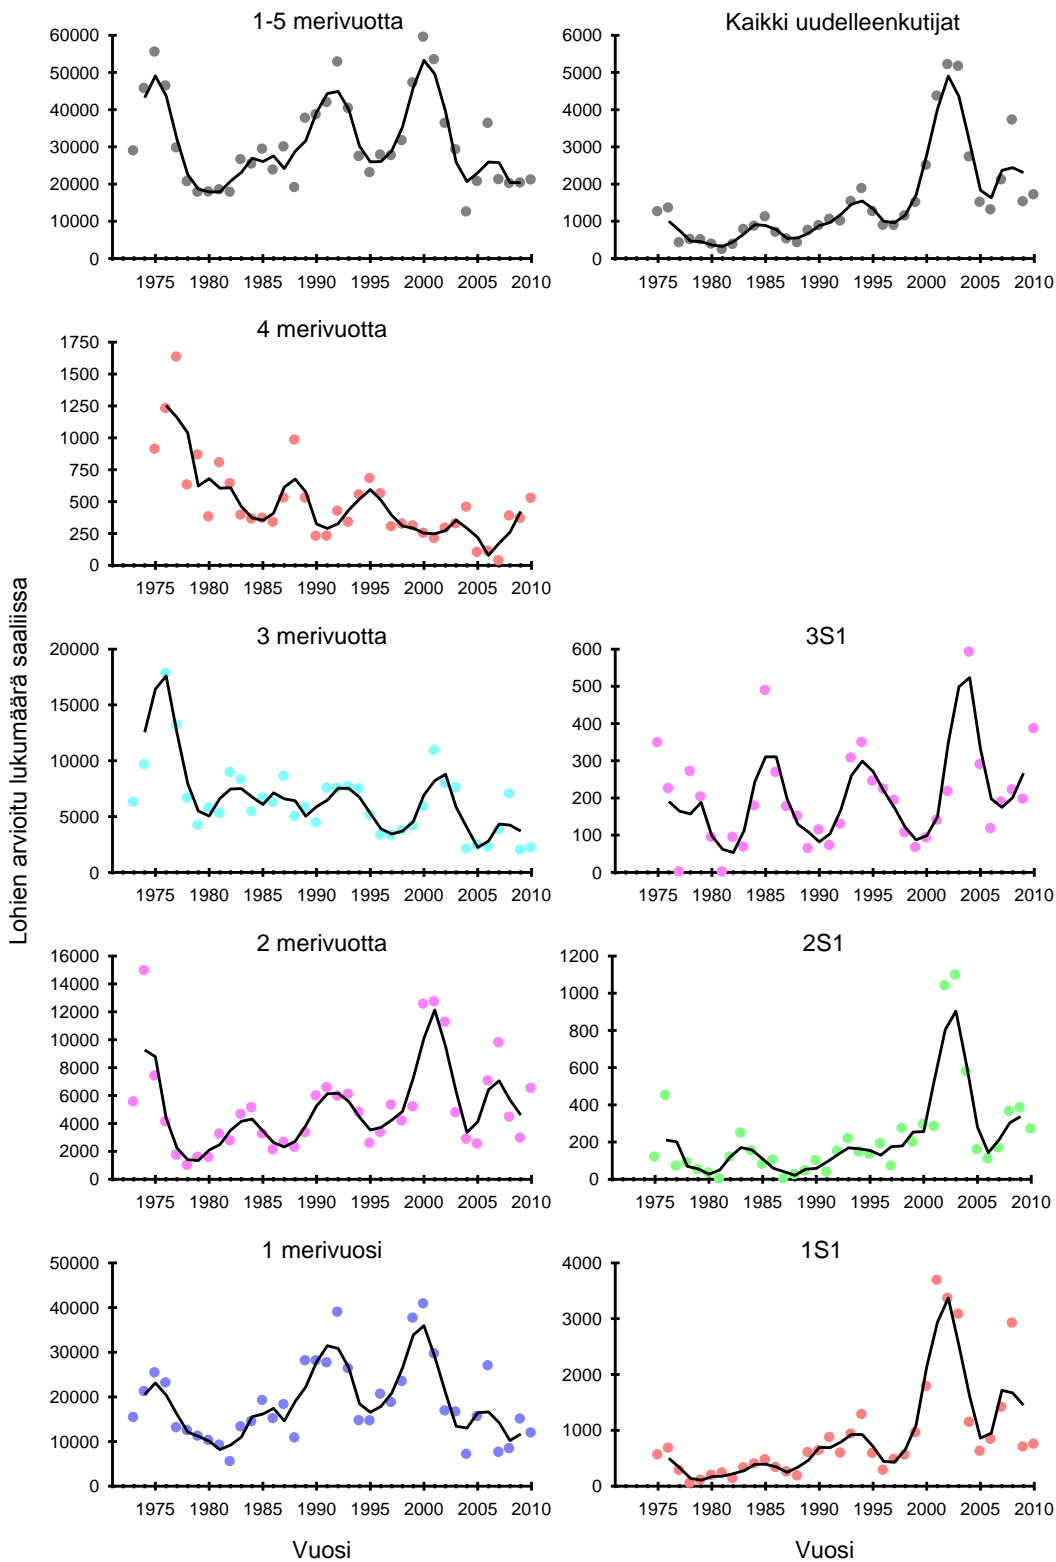 1-5 merivuotta
60000
50000
40000
30000
20000
10000
0
1975 1980 1985 1990 1995 2000 2005 2010
Kaikki uudelleenkutijat
6000
5000
4000
3000
2000
1000
0
1975 1980 1985 1990 1995 2000 2005 2010
4 merivuotta
1750
1500
1250
1000
750
500
250
0
1975 1980 1985 1990 1995 2000 2005 2010
Lohien arvioitu lukumäärä saaliissa
3 merivuotta
20000
15000
10000
5000
0
1975 1980 1985 1990 1995 2000 2005 2010
3S1
600
500
400
300
200
100
0
1975 1980 1985 1990 1995 2000 2005 2010
2 merivuotta
16000
14000
12000
10000
8000
6000
4000
2000
0
1975 1980 1985 1990 1995 2000 2005 2010
2S1
1200
1000
800
600
400
200
0
1975 1980 1985 1990 1995 2000 2005 2010
1 merivuosi
50000
40000
30000
20000
10000
0
1975 1980 1985 1990 1995 2000 2005 2010
Vuosi
1S1
4000
3000
2000
1000
0
1975 1980 1985 1990 1995 2000 2005 2010
Vuosi